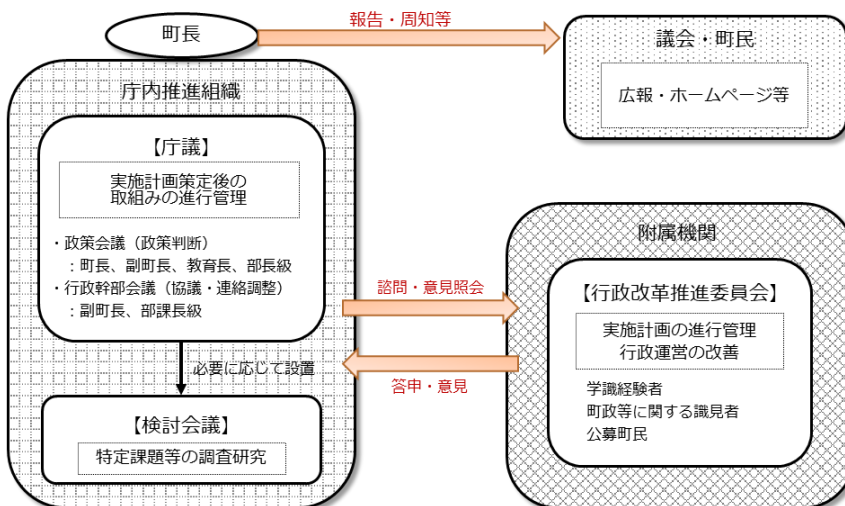 町長
報告・周知等
議会・町民
広報・ホームページ等
庁内推進組織
【庁議】
実施計画策定後の
取組みの進行管理
・政策会議（政策判断）
：町長、副町長、教育長、部長級
・行政幹部会議（協議・連絡調整）
：副町長、部課長級
必要に応じて設置
【検討会議】
特定課題等の調査研究
諮問・意見照会
答申・意見
附属機関
【行政改革推進委員会】
実施計画の進行管理
行政運営の改善
学識経験者
町政等に関する識見者
公募町民